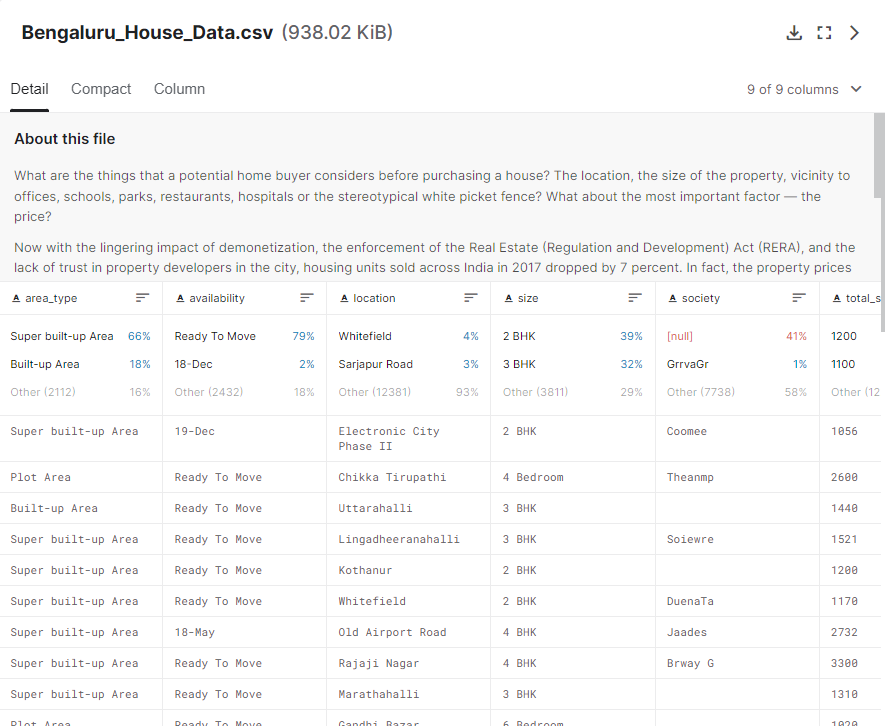 Bengaluru_House_Data.csv (938.02 KiB)
Detail Compact Column 9 of 9 columns
About this file
What are the things that a potential home buyer considers before purchasing a house? The location, the size of the property, vicinity to
offices, schools, parks, restaurants, hospitals or the stereotypical white picket fence? What about the most important factor — the
price?
Now with the lingering impact of demonetization, the enforcement of the Real Estate (Regulation and Development) Act (RERA), and the
lack of trust in property developers in the city, housing units sold across India in 2017 dropped by 7 percent. In fact, the property prices
A area_type A availability A location A size A society A total_s
Super built-up Area 66% Ready To Move 79% Whitefield 4% 2 BHK 39% [null] 41% 1200
Built-up Area 18% 18-Dec 2% Sarjapur Road 3% 3 BHK 32% GrrvaGr 1% 1100
Other (2112) 16% Other (2432) 18% Other (12381) 93% Other (3811) 29% Other (7738) 58% Other (12
Super built-up Area 19-Dec Electronic City 2 BHK Coomee 1056
Phase II
Plot Area Ready To Move Chikka Tirupathi 4 Bedroom Theanmp 2600
Built-up Area Ready To Move Uttarahalli 3 BHK 1440
Super built-up Area Ready To Move Lingadheeranahalli 3 BHK Soiewre 1521
Super built-up Area Ready To Move Kothanur 2 BHK 1200
Super built-up Area Ready To Move Whitefield 2 BHK DuenaTa 1170
Super built-up Area 18-May Old Airport Road 4 BHK Jaades 2732
Super built-up Area Ready To Move Rajaji Nagar 4 BHK Brway G 3300
Super built-up Area Ready To Move Marathahalli 3 BHK 1310
Plot Area Ready To Move Gandhi Bazar 6 Bedroom 1020